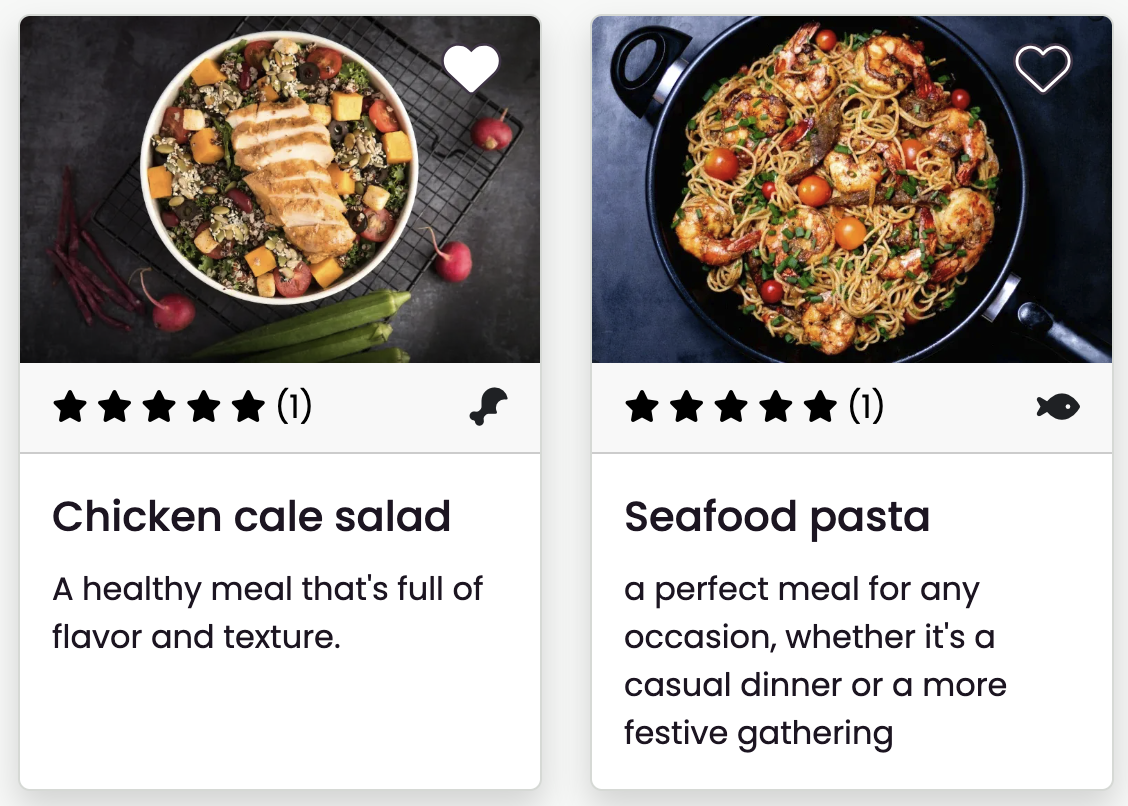 (1)
Chicken cale salad
A healthy meal that's full of
flavor and texture.
(1)
Seafood pasta
a perfect meal for any
occasion, whether it's a
casual dinner or a more
festive gathering